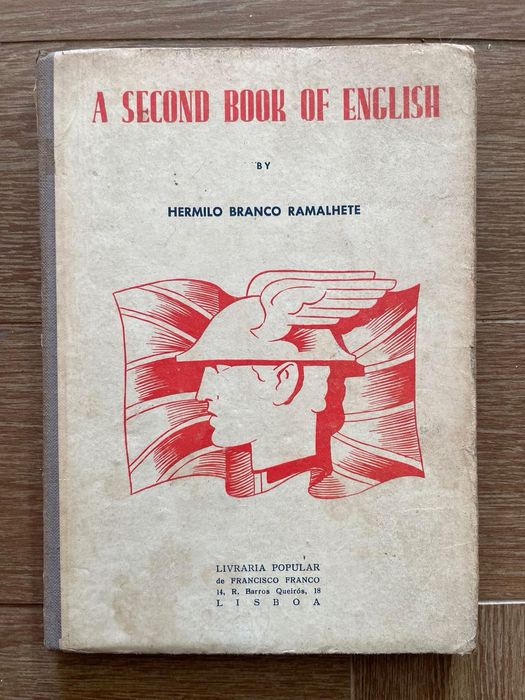 A SECOND BOOK OF ENGLISH
BY
HERMILO BRANCO RAMALHETE
LIVRARIA POPULAR
de FRANCISCO FRANCO
14, R. Barros Queirós, 18
LISBOA